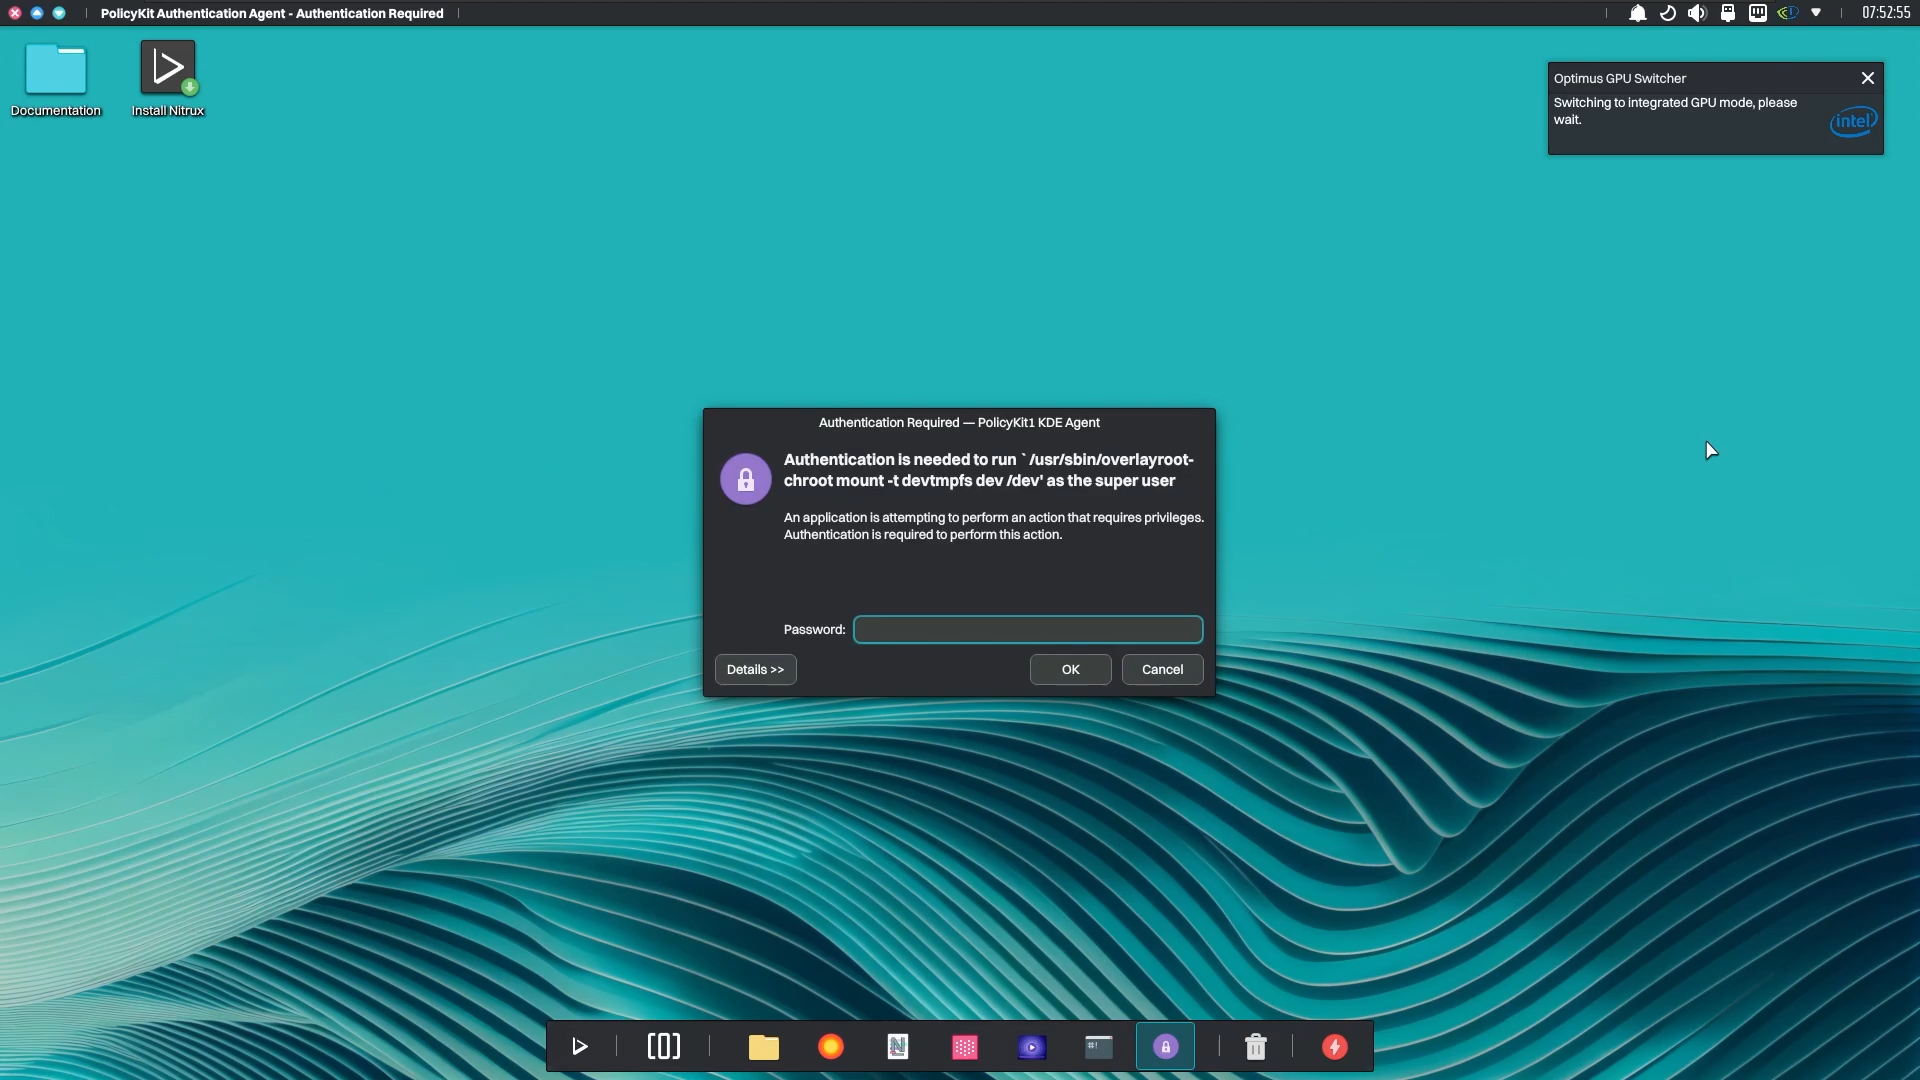 PolicyKit Authentication Agent - Authentication Required
07:52:55
Documentation
Install Nitrux
Optimus GPU Switcher
Switching to integrated GPU mode, please
wait.
intel
Authentication Required — PolicyKit1 KDE Agent
Authentication is needed to run `/usr/sbin/overlayroot-
chroot mount -t devtmpfs dev /dev' as the super user
An application is attempting to perform an action that requires privileges.
Authentication is required to perform this action.
Password:
Details >>
OK
Cancel
N
#!